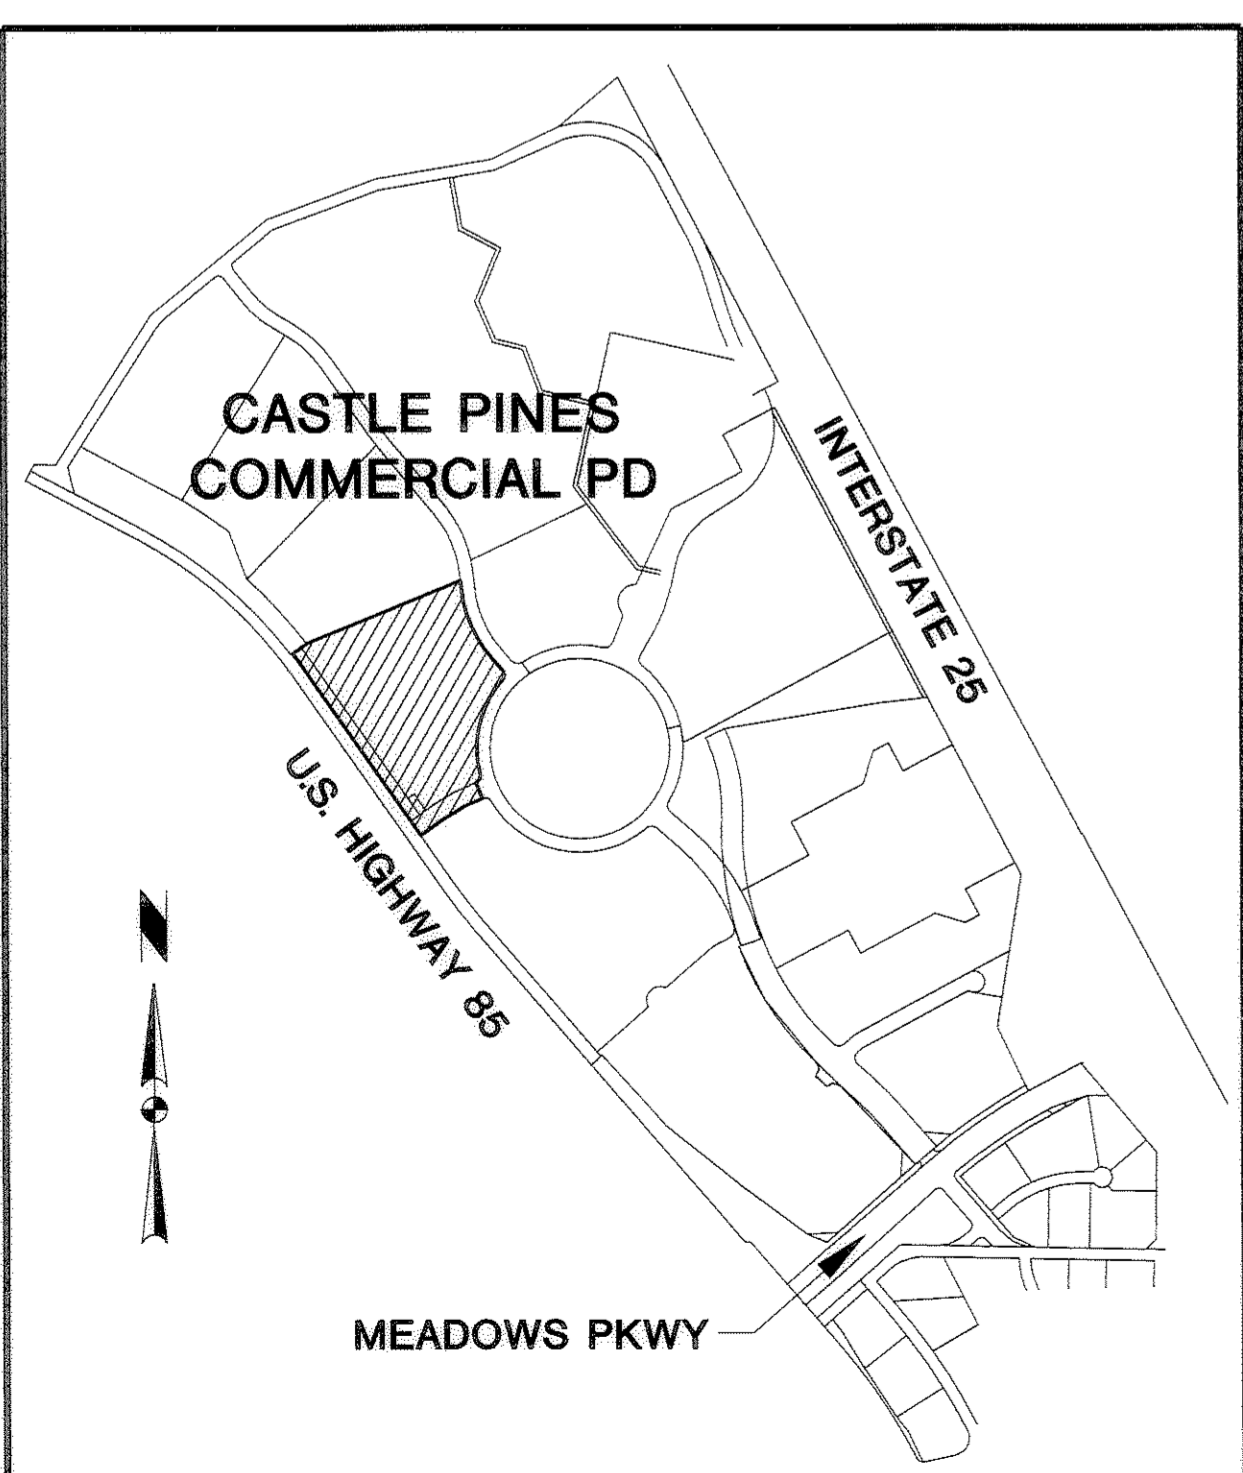 CASTLE PINES
COMMERCIAL PD
INTERSTATE 25
U.S. HIGHWAY 85
N
MEADOWS PKWY